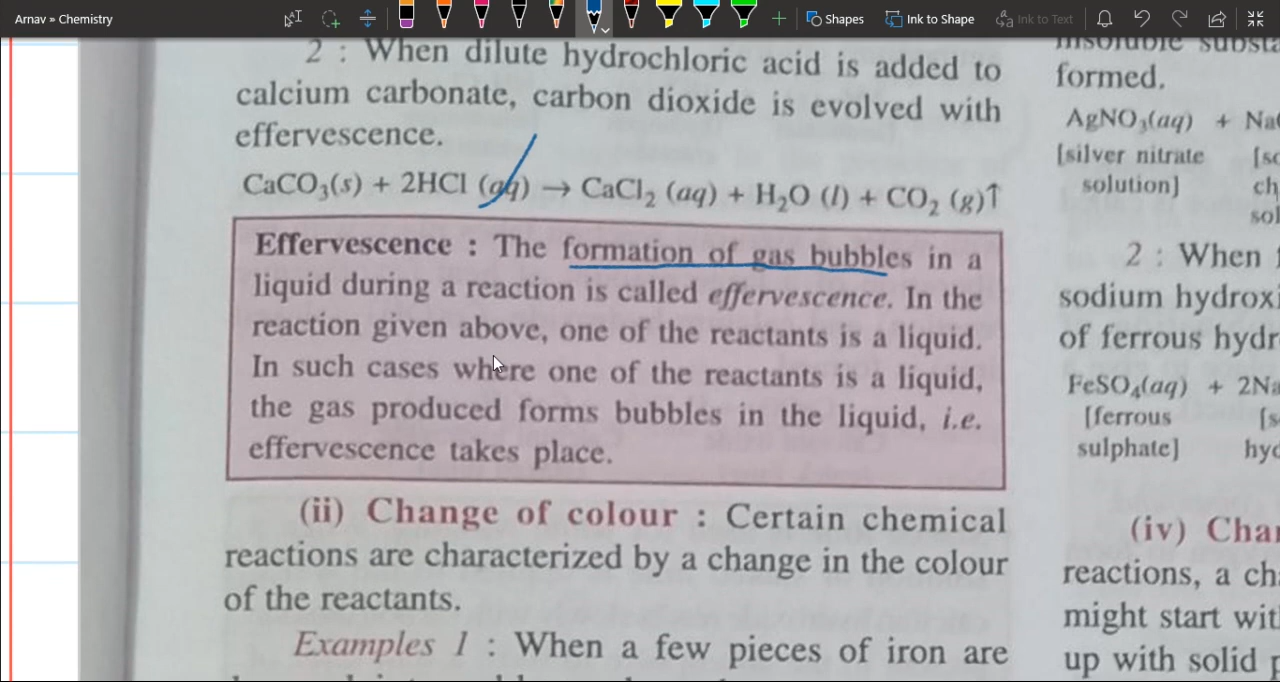 Arnav » Chemistry
Shapes
Ink to Shape
Ink to Text
2 : When dilute hydrochloric acid is added to
calcium carbonate, carbon dioxide is evolved with
effervescence.
CaCO₃(s) + 2HCl (aq) → CaCl₂ (aq) + H₂O (l) + CO₂ (g)↑
Effervescence : The formation of gas bubbles in a
liquid during a reaction is called effervescence. In the
reaction given above, one of the reactants is a liquid.
In such cases where one of the reactants is a liquid,
the gas produced forms bubbles in the liquid, i.e.
effervescence takes place.
(ii) Change of colour : Certain chemical
reactions are characterized by a change in the colour
of the reactants.
Examples 1 : When a few pieces of iron are
formed.
AgNO₃(aq) +
[silver nitrate
solution]
2 : When
sodium
of ferrous
FeSO₄(aq) +
[ferrous
sulphate]
(iv)
reactions, a
might start
up with solid